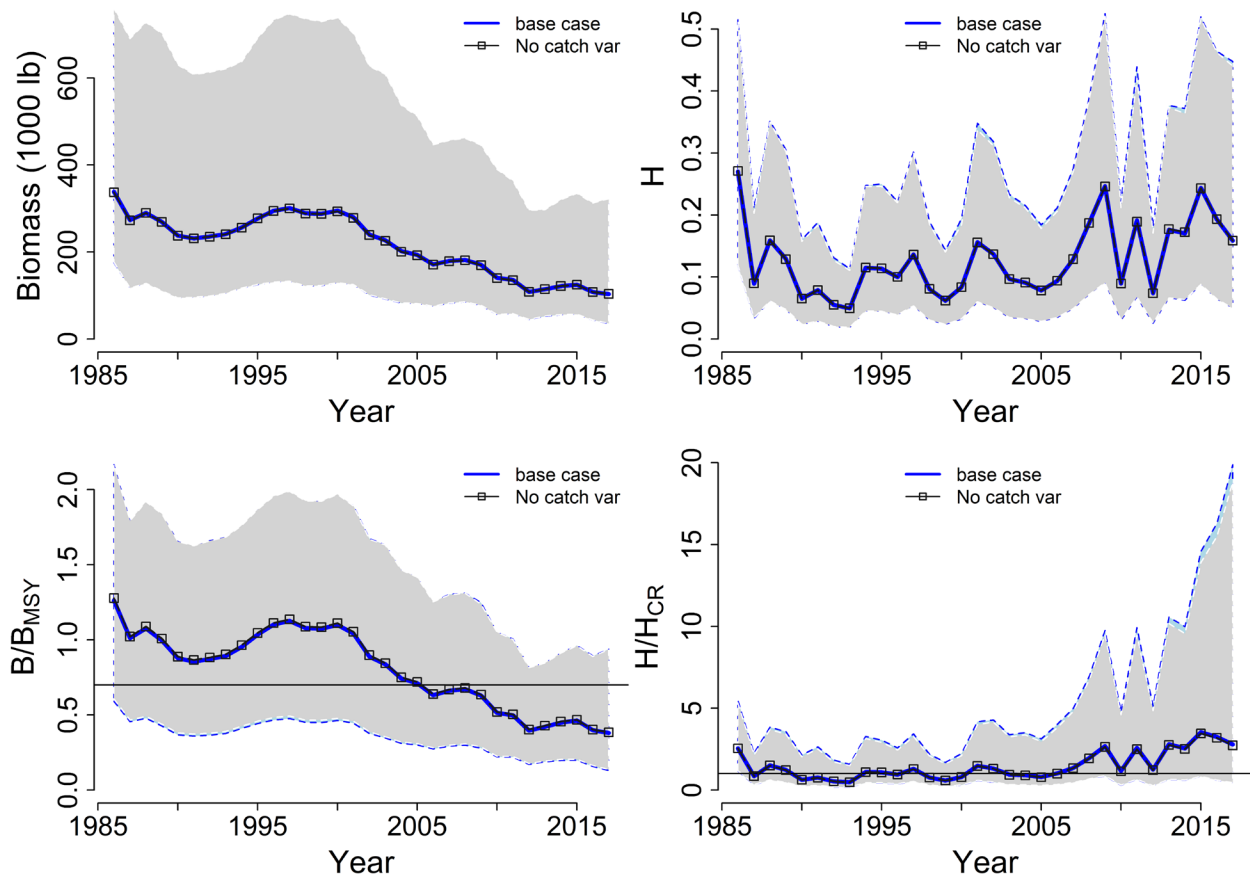 base case
No catch var
Biomass (1000 lb)
0 200 400 600
1985 1995 2005 2015
Year
base case
No catch var
H
0.0 0.1 0.2 0.3 0.4 0.5
1985 1995 2005 2015
Year
base case
No catch var
B/BMSY
0.0 0.5 1.0 1.5 2.0
1985 1995 2005 2015
Year
base case
No catch var
H/HCR
0 5 10 15 20
1985 1995 2005 2015
Year